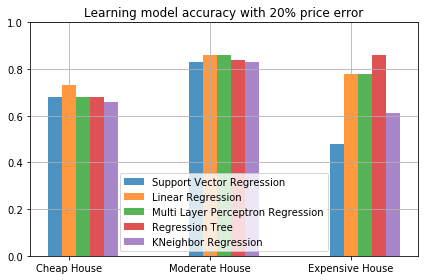 Learning model accuracy with 20% price error
1.0
0.8
0.6
0.4
0.2
0.0
Support Vector Regression
Linear Regression
Multi Layer Perceptron Regression
Regression Tree
KNeighbor Regression
Cheap House
Moderate House
Expensive House